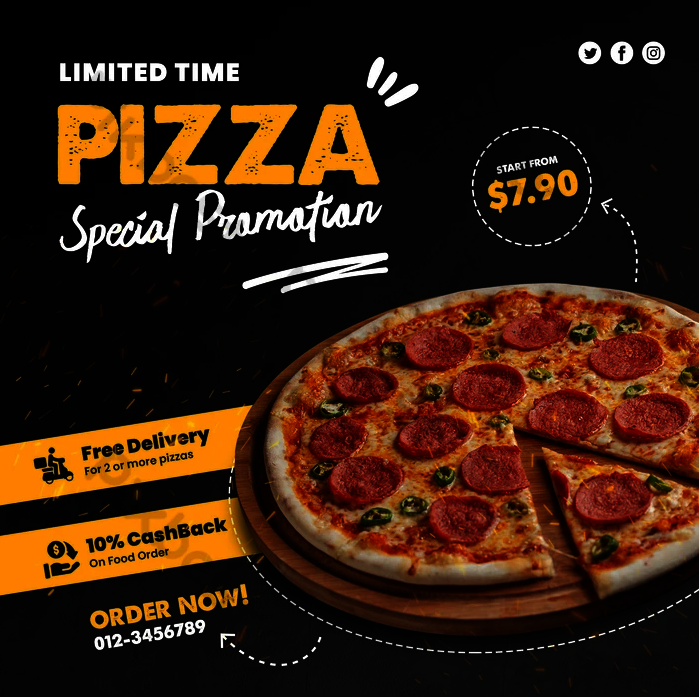 LIMITED TIME
PIZZA
Special Promotion
START FROM
$7.90
Free Delivery
For 2 or more pizzas
10% CashBack
On Food Order
ORDER NOW!
012-3456789